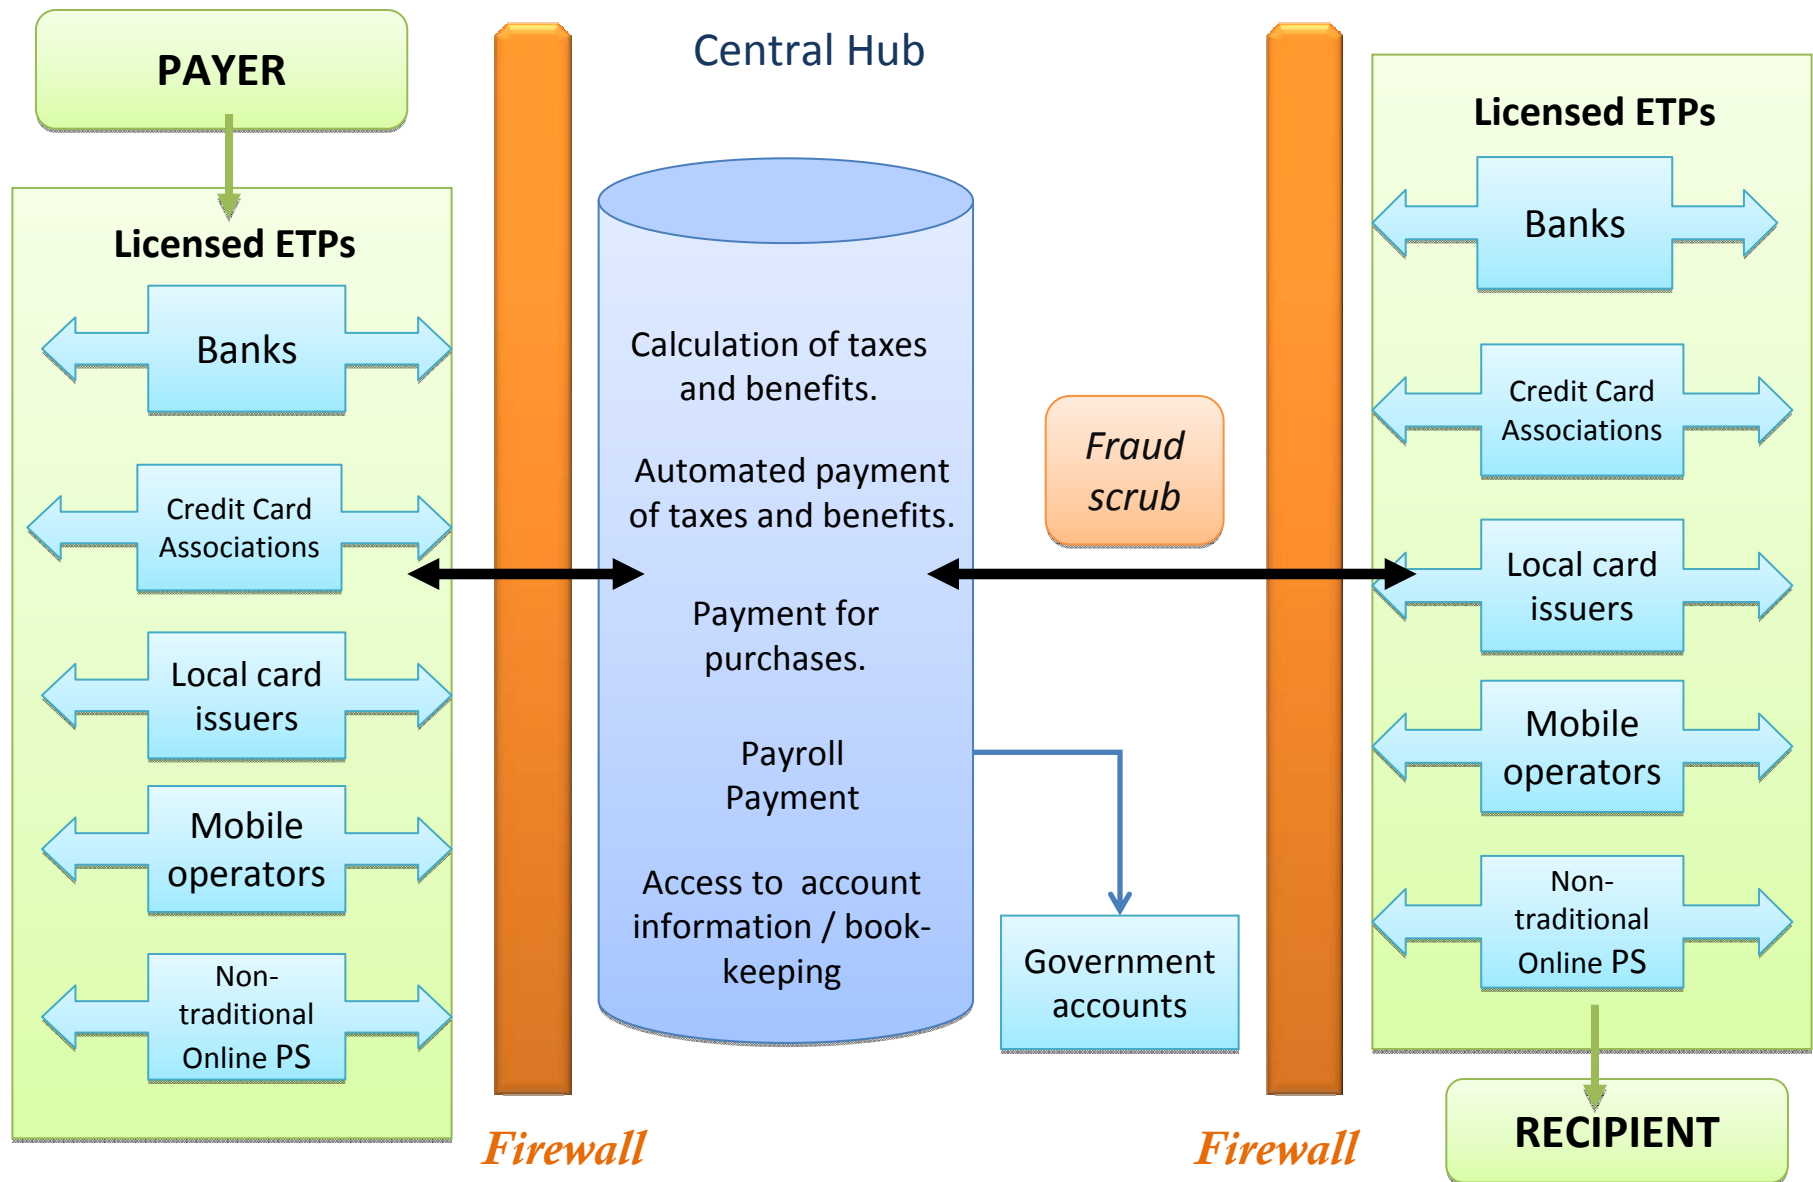 PAYER
Licensed ETPs
Banks
Credit Card
Associations
Local card
issuers
Mobile
operators
Non-
traditional
Online PS
Firewall
Central Hub
Calculation of taxes
and benefits.
Automated payment
of taxes and benefits.
Payment for
purchases.
Payroll
Payment
Access to  account
information / book-
keeping
Fraud
scrub
Government
accounts
Firewall
Licensed ETPs
Banks
Credit Card
Associations
Local card
issuers
Mobile
operators
Non-
traditional
Online PS
RECIPIENT